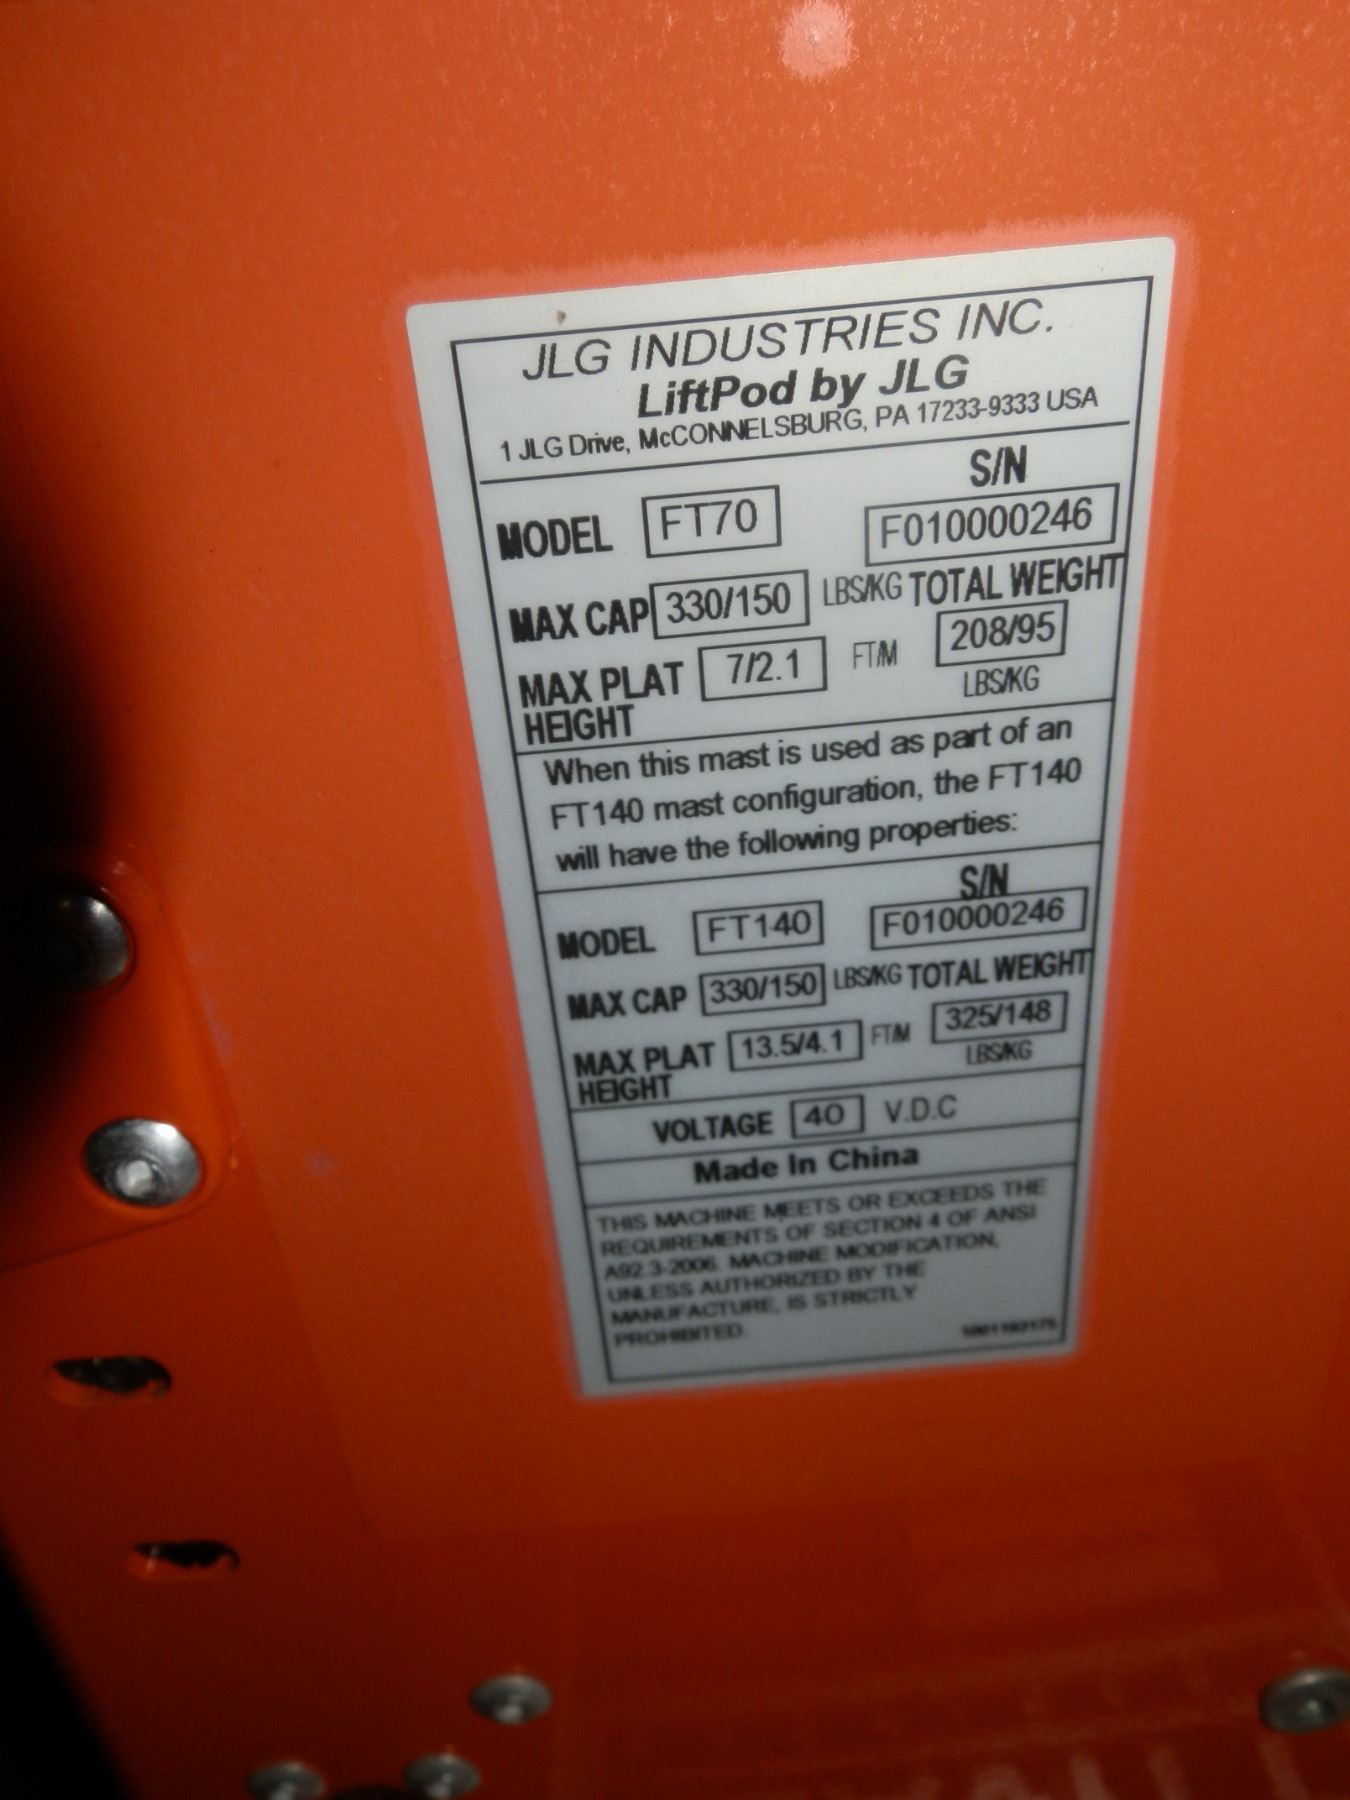 JLG INDUSTRIES INC.
LiftPod by JLG
1 JLG Drive, McCONNELSBURG, PA 17233-9333 USA
S/N
MODEL FT70 F010000246
MAX CAP 330/150 LBS/KG TOTAL WEIGHT
MAX PLAT 7/2.1 FT/M 208/95
HEIGHT LBS/KG
When this mast is used as part of an
FT140 mast configuration, the FT140
will have the following properties:
S/N
MODEL FT140 F010000246
MAX CAP 330/150 LBS/KG TOTAL WEIGHT
MAX PLAT 13.5/4.1 FT/M 325/148
HEIGHT LBS/KG
VOLTAGE 40 V.D.C
Made In China
THIS MACHINE MEETS OR EXCEEDS THE
REQUIREMENTS OF SECTION 4 OF ANSI
A92.3-2006. MACHINE MODIFICATION,
UNLESS AUTHORIZED BY THE
MANUFACTURE, IS STRICTLY
PROHIBITED. 1001193175